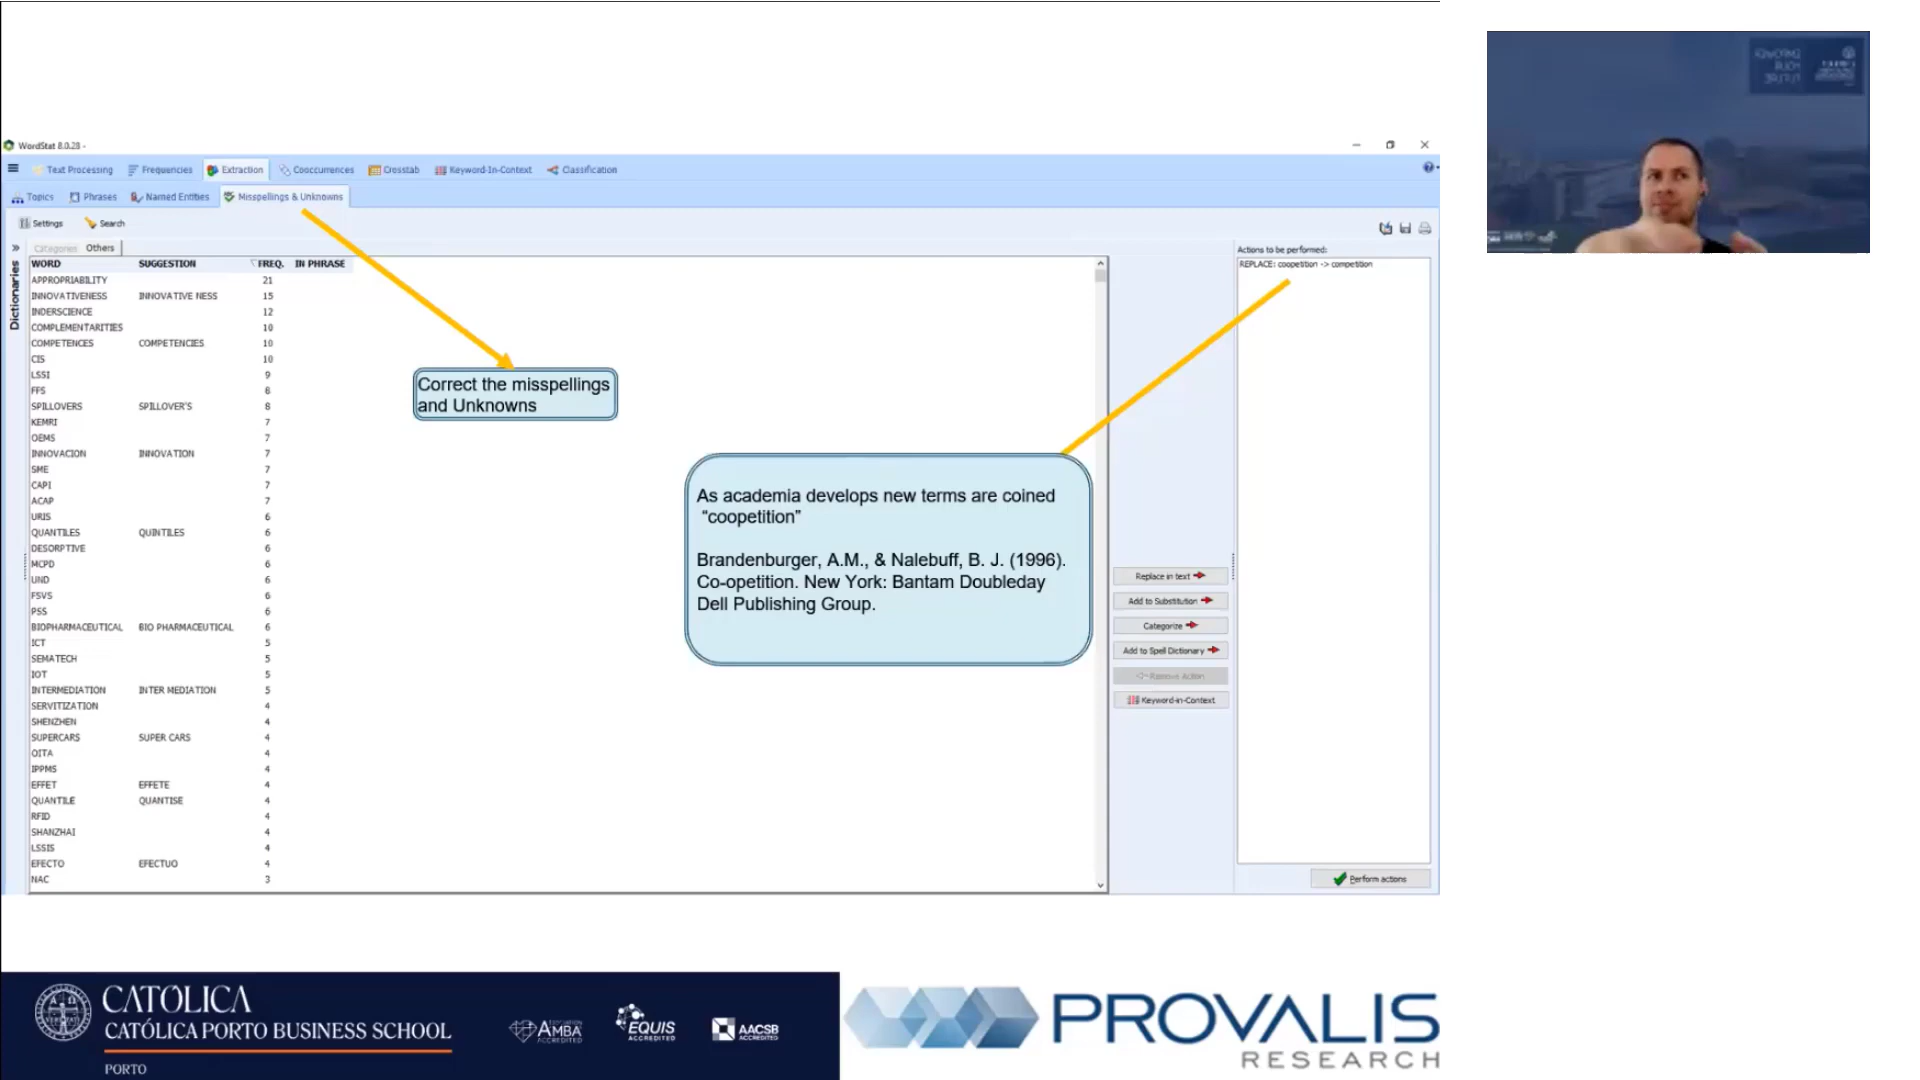 WordStat 8.0.28 -
Text Processing Frequencies Extraction Cooccurrences Crosstab Keyword-In-Context Classification
Topics Phrases Named Entities Misspellings & Unknowns
Settings Search
Categories Others
Dictionaries
WORD SUGGESTION FREQ. IN PHRASE
APPROPRIABILITY 21
INNOVATIVENESS INNOVATIVE NESS 15
INDERSCIENCE 12
COMPLEMENTARITIES 10
COMPETENCES COMPETENCIES 10
CIS 10
LSSI 9
FFS 8
SPILLOVERS SPILLOVER'S 8
KEMRI 7
OEMS 7
INNOVACION INNOVATION 7
SME 7
CAPI 7
ACAP 7
URIS 6
QUANTILES QUINTILES 6
DESORPTIVE 6
MCPD 6
UND 6
FSVS 6
PSS 6
BIOPHARMACEUTICAL BIO PHARMACEUTICAL 6
ICT 5
SEMATECH 5
IOT 5
INTERMEDIATION INTER MEDIATION 5
SERVITIZATION 4
SHENZHEN 4
SUPERCARS SUPER CARS 4
OITA 4
IPPMS 4
EFFET EFFETE 4
QUANTILE QUANTISE 4
RFID 4
SHANZHAI 4
LSSIS 4
EFECTO EFECTUO 4
NAC 3
Correct the misspellings
and Unknowns
As academia develops new terms are coined
“coopetition”
Brandenburger, A.M., & Nalebuff, B. J. (1996).
Co-opetition. New York: Bantam Doubleday
Dell Publishing Group.
Replace in text
Add to Substitution
Categorize
Add to Spell Dictionary
Remove Action
Keyword-in-Context
Actions to be performed:
REPLACE: coopetition -> competition
Perform actions
CATÓLICA
CATÓLICA PORTO BUSINESS SCHOOL
PORTO
ASSOCIATION
AMBA
ACCREDITED
EQUIS
ACCREDITED
AACSB
ACCREDITED
PROVALIS
RESEARCH